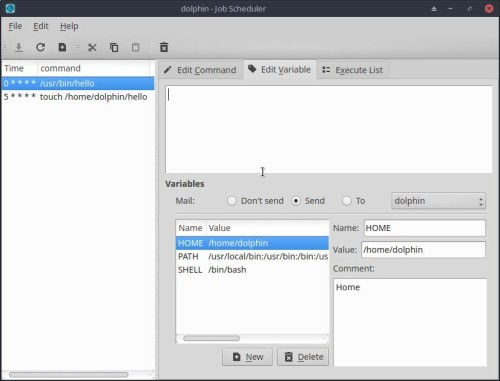 dolphin - Job Scheduler
File Edit Help
Time command
0 * * * * /usr/bin/hello
5 * * * * touch /home/dolphin/hello
Edit Command Edit Variable Execute List
Variables
Mail: Don't send Send To dolphin
Name Value
HOME /home/dolphin
PATH /usr/local/bin:/usr/bin:/bin:/us
SHELL /bin/bash
New Delete
Name: HOME
Value: /home/dolphin
Comment:
Home